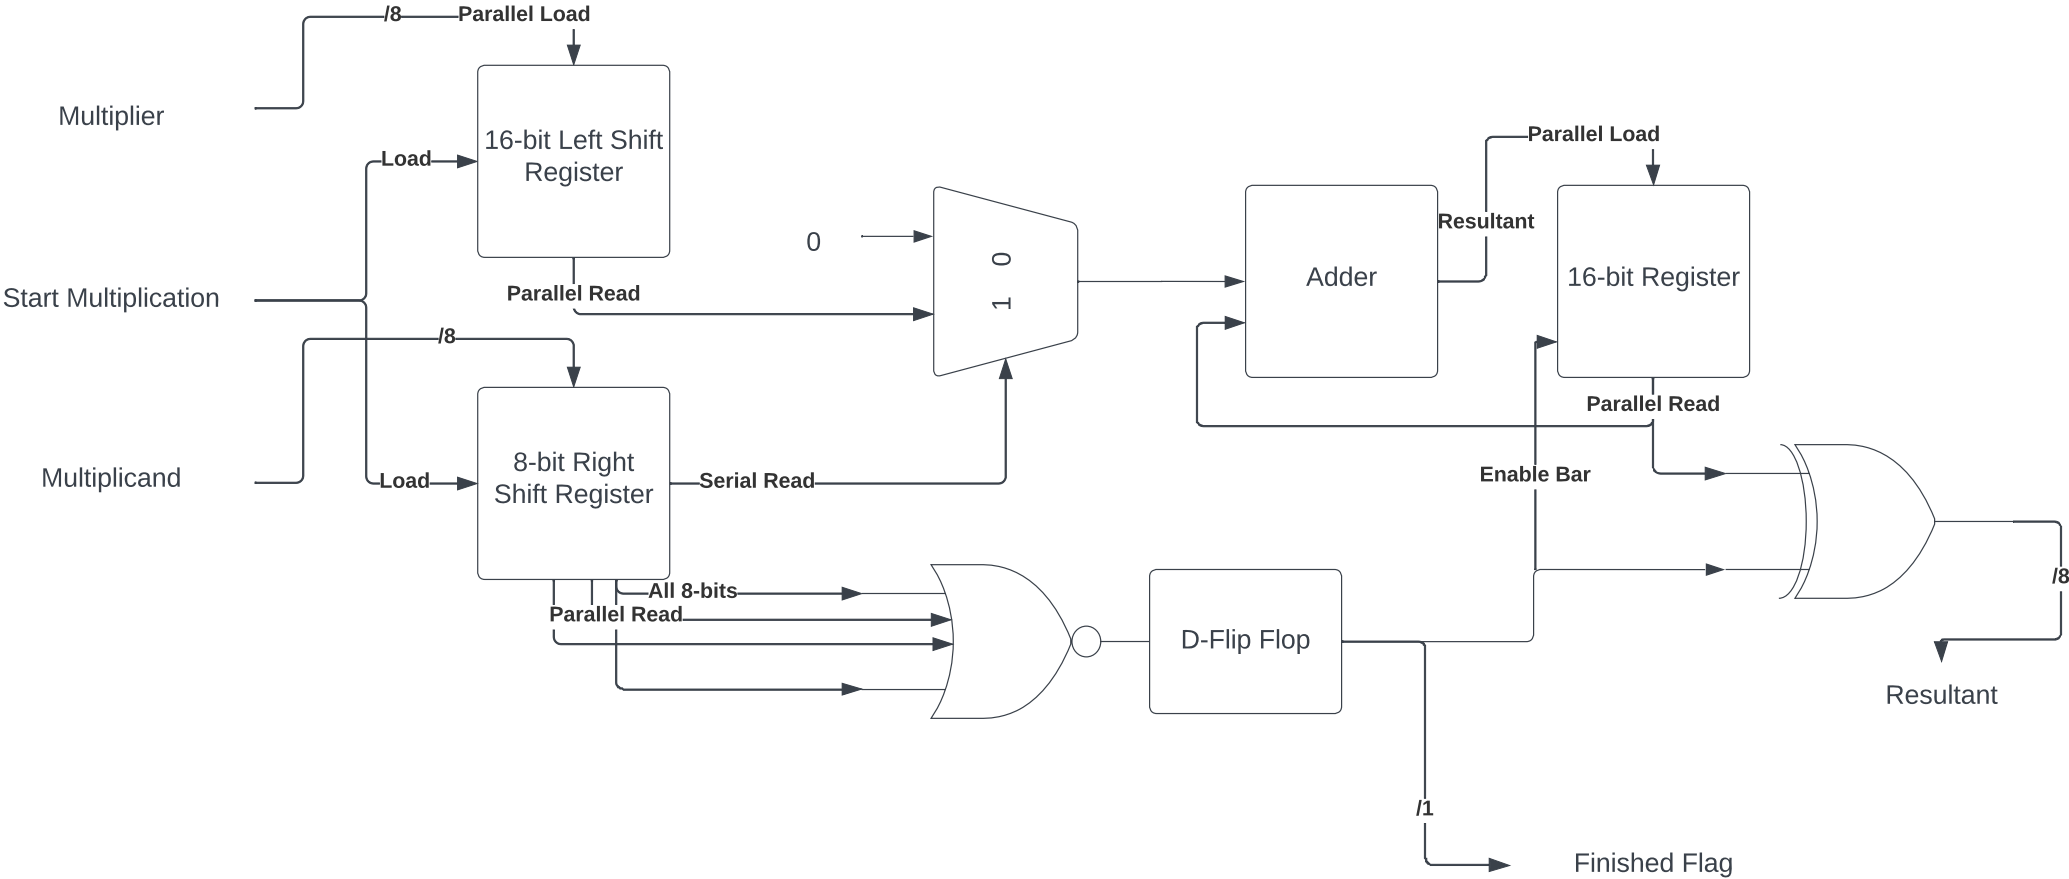 /8
Parallel Load
Multiplier
16-bit Left Shift
Register
Load
Parallel Load
Resultant
0
0
1
Adder
16-bit Register
Start Multiplication
Parallel Read
/8
Parallel Read
Multiplicand
Load
8-bit Right
Shift Register
Serial Read
Enable Bar
All 8-bits
Parallel Read
D-Flip Flop
/8
Resultant
/1
Finished Flag